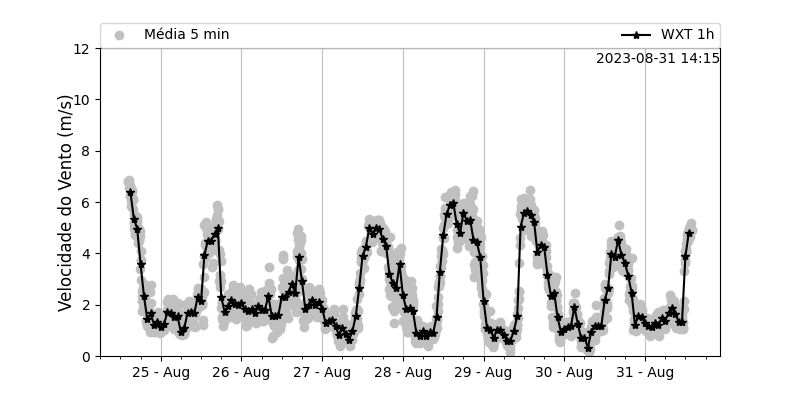 Média 5 min
WXT 1h
2023-08-31 14:15
Velocidade do Vento (m/s)
12
10
8
6
4
2
0
25 - Aug
26 - Aug
27 - Aug
28 - Aug
29 - Aug
30 - Aug
31 - Aug